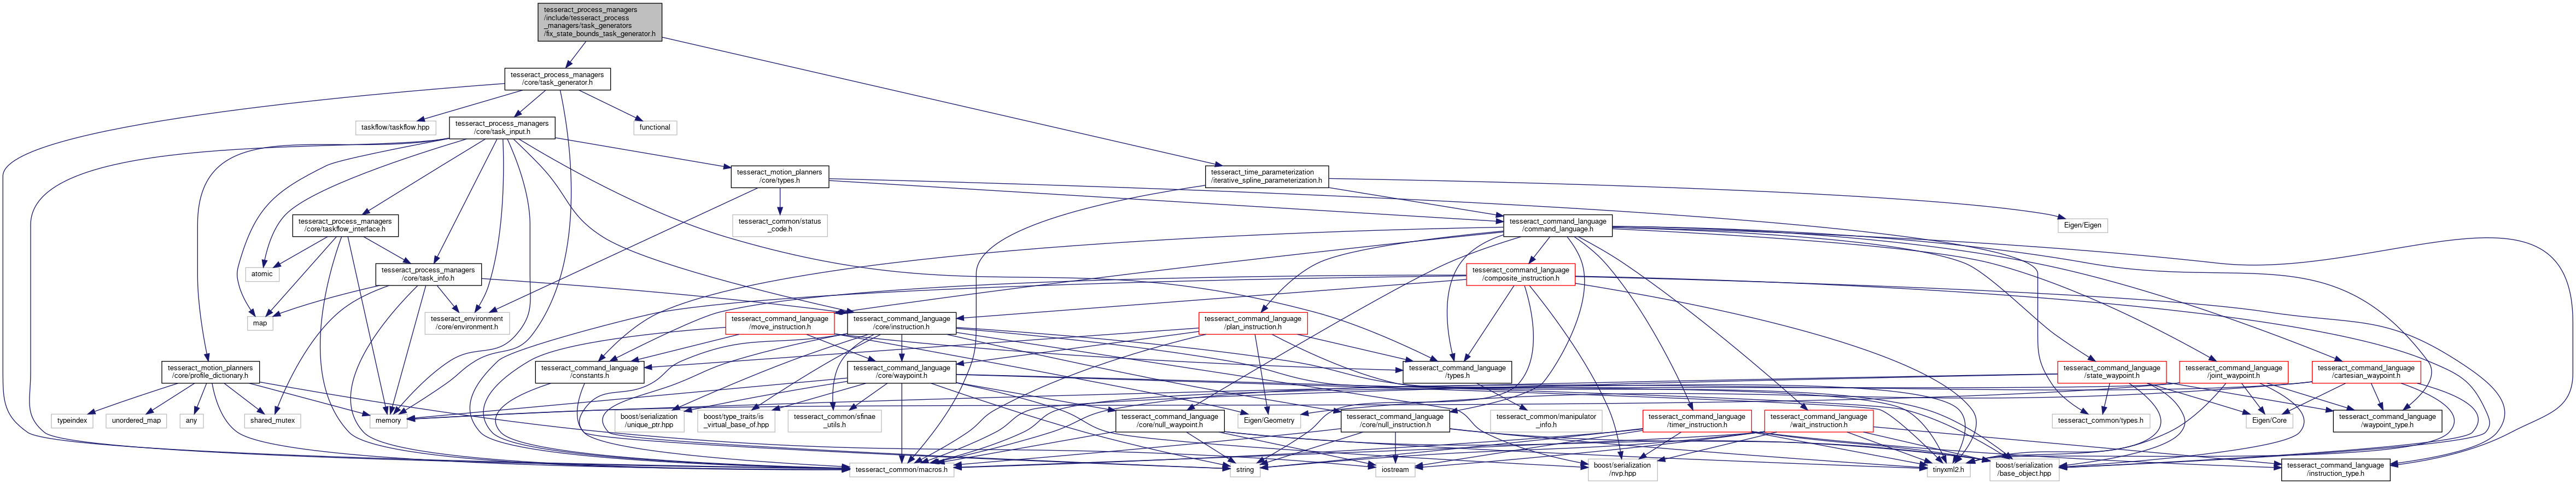 tesseract_process_managers
/include/tesseract_process
_managers/task_generators
/fix_state_bounds_task_generator.h
tesseract_process_managers
/core/task_generator.h
taskflow/taskflow.hpp
tesseract_process_managers
/core/task_input.h
functional
tesseract_motion_planners
/core/types.h
tesseract_time_parameterization
/iterative_spline_parameterization.h
tesseract_process_managers
/core/taskflow_interface.h
tesseract_common/status
_code.h
tesseract_command_language
/command_language.h
Eigen/Eigen
atomic
tesseract_process_managers
/core/task_info.h
tesseract_command_language
/composite_instruction.h
map
tesseract_environment
/core/environment.h
tesseract_command_language
/move_instruction.h
tesseract_command_language
/core/instruction.h
tesseract_command_language
/plan_instruction.h
tesseract_motion_planners
/core/profile_dictionary.h
tesseract_command_language
/constants.h
tesseract_command_language
/core/waypoint.h
tesseract_command_language
/types.h
tesseract_command_language
/state_waypoint.h
tesseract_command_language
/joint_waypoint.h
tesseract_command_language
/cartesian_waypoint.h
typeindex
unordered_map
any
shared_mutex
memory
boost/serialization
/unique_ptr.hpp
boost/type_traits/is
_virtual_base_of.hpp
tesseract_common/sfinae
_utils.h
tesseract_command_language
/core/null_waypoint.h
Eigen/Geometry
tesseract_command_language
/core/null_instruction.h
tesseract_common/manipulator
_info.h
tesseract_command_language
/timer_instruction.h
tesseract_command_language
/wait_instruction.h
tesseract_common/types.h
Eigen/Core
tesseract_command_language
/waypoint_type.h
tesseract_common/macros.h
string
iostream
boost/serialization
/nvp.hpp
tinyxml2.h
boost/serialization
/base_object.hpp
tesseract_command_language
/instruction_type.h